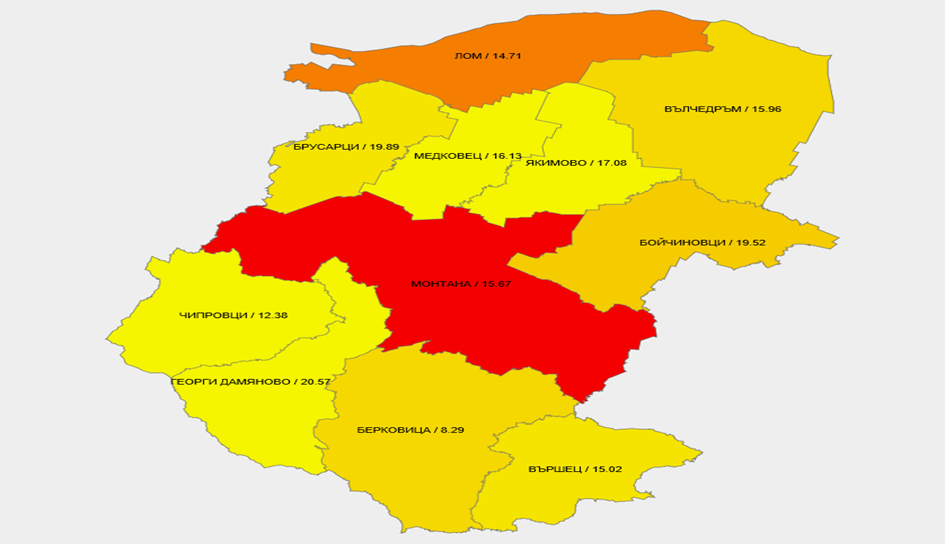 ЛОМ / 14.71
ВЪЛЧЕДРЪМ / 15.96
БРУСАРЦИ / 19.89
МЕДКОВЕЦ / 16.13
ЯКИМОВО / 17.08
БОЙЧИНОВЦИ / 19.52
МОНТАНА / 15.67
ЧИПРОВЦИ / 12.38
ГЕОРГИ ДАМЯНОВО / 20.57
БЕРКОВИЦА / 8.29
ВЪРШЕЦ / 15.02